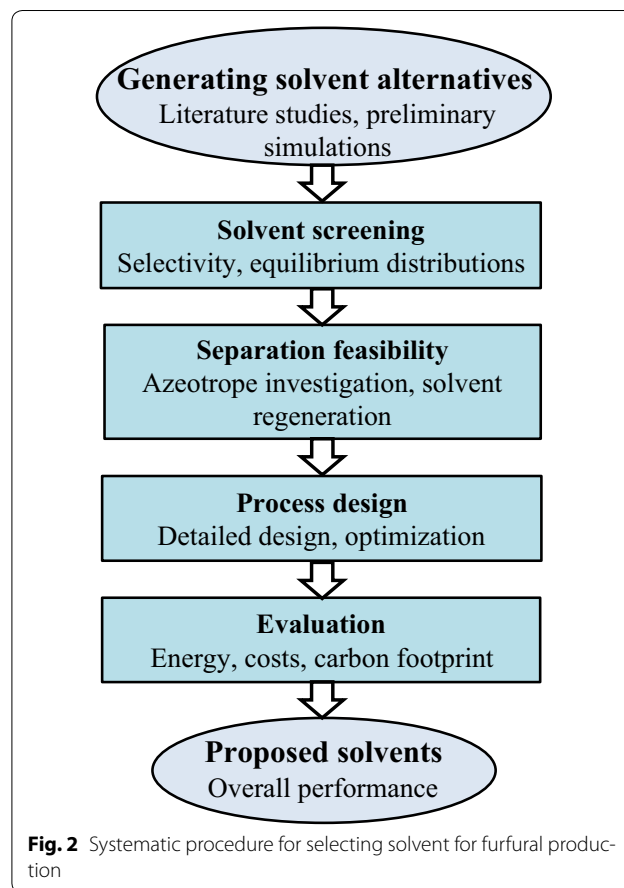 Generating solvent alternatives
Literature studies, preliminary
simulations
Solvent screening
Selectivity, equilibrium distributions
Separation feasibility
Azeotrope investigation, solvent
regeneration
Process design
Detailed design, optimization
Evaluation
Energy, costs, carbon footprint
Proposed solvents
Overall performance
Fig. 2 Systematic procedure for selecting solvent for furfural produc-
tion